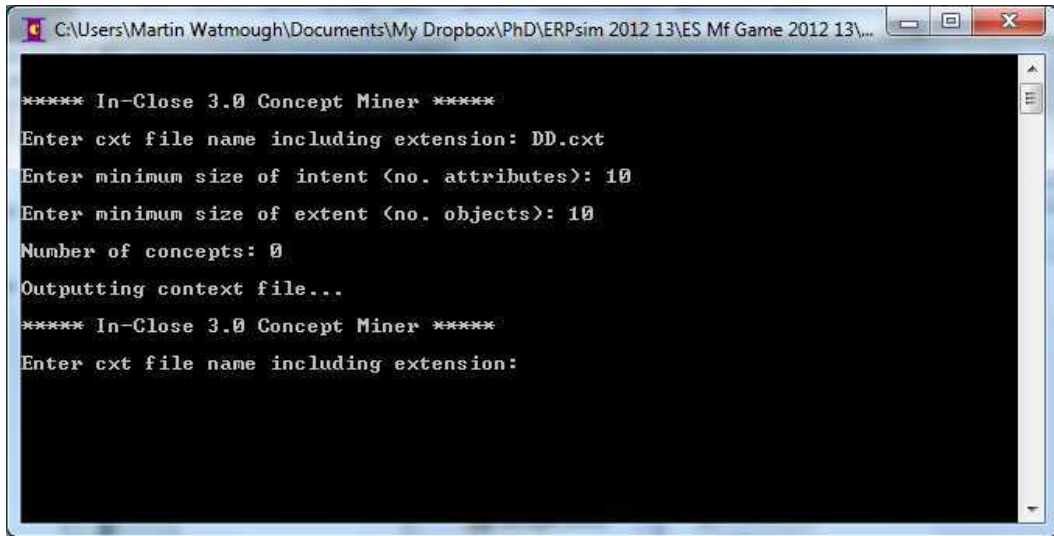 C:\Users\Martin Watmough\Documents\My Dropbox\PhD\ERPsim 2012 13\ES Mf Game 2012 13\...
***** In-Close 3.0 Concept Miner *****
Enter cxt file name including extension: DD.cxt
Enter minimum size of intent (no. attributes): 10
Enter minimum size of extent (no. objects): 10
Number of concepts: 0
Outputting context file...
***** In-Close 3.0 Concept Miner *****
Enter cxt file name including extension: